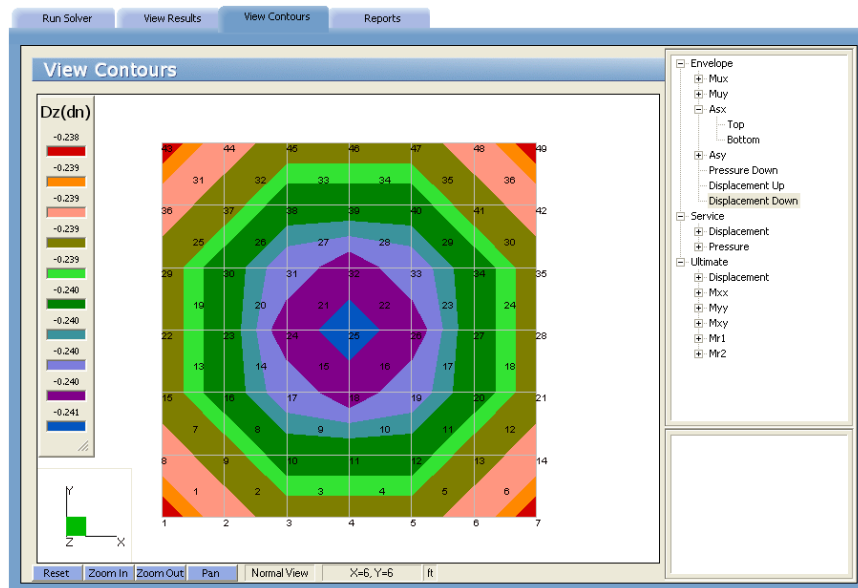 Run Solver View Results View Contours Reports
View Contours
Dz(dn)
-0.238
-0.239
-0.239
-0.239
-0.239
-0.240
-0.240
-0.240
-0.240
-0.241
43 44 45 46 47 48 49
31 32 33 34 35 36
36 37 38 39 40 41 42
25 26 27 28 29 30
29 30 31 32 33 34 35
19 20 21 22 23 24
22 23 24 25 26 27 28
13 14 15 16 17 18
15 16 17 18 19 20 21
7 8 9 10 11 12
8 9 10 11 12 13 14
1 2 3 4 5 6
1 2 3 4 5 6 7
Y
Z X
Reset Zoom In Zoom Out Pan Normal View X=6, Y=6 ft
Envelope
Mux
Muy
Asx
Top
Bottom
Asy
Pressure Down
Displacement Up
Displacement Down
Service
Displacement
Pressure
Ultimate
Displacement
Mxx
Myy
Mxy
Mr1
Mr2